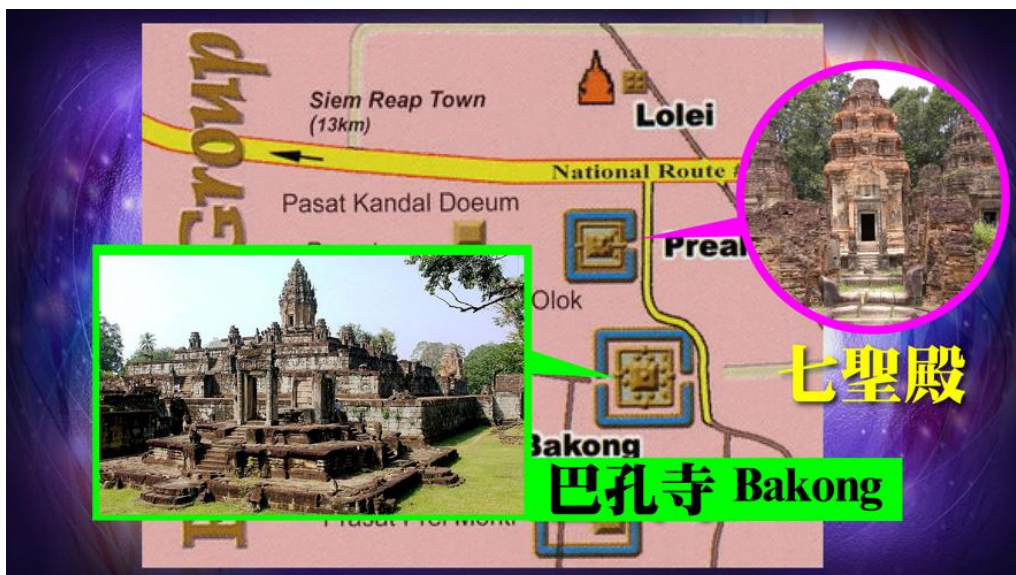 Group
Siem Reap Town
(13km)
Lolei
National Route
Pasat Kandal Doeum
Preah
Olok
七聖殿
Bakong
巴孔寺 Bakong